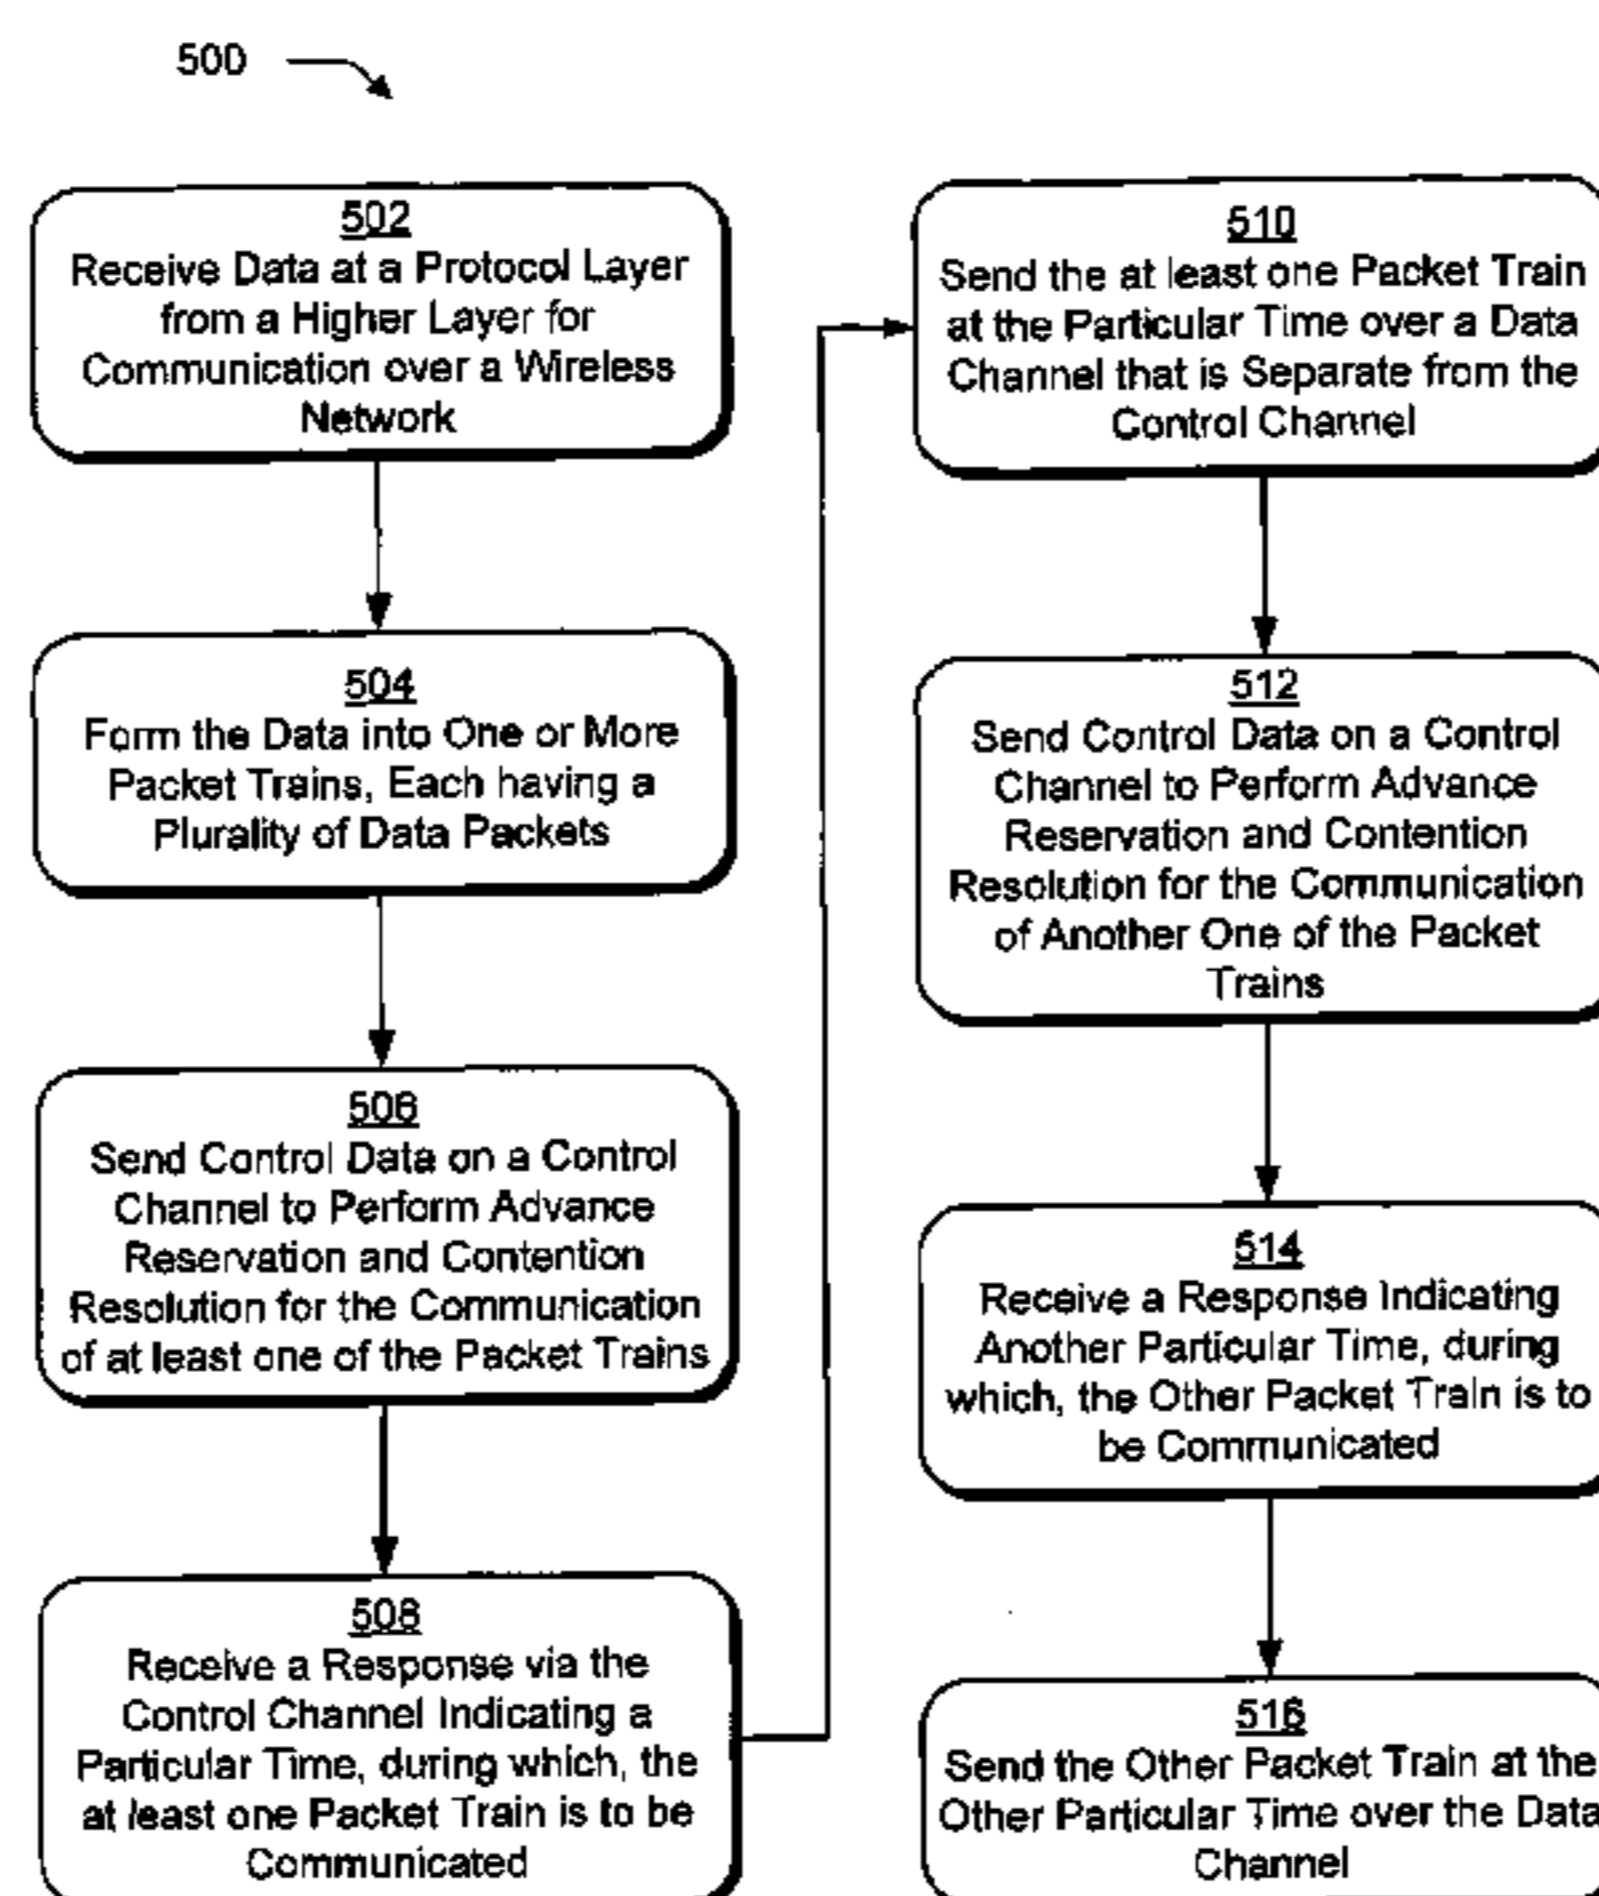 500
502
Receive Data at a Protocol Layer
from a Higher Layer for
Communication over a Wireless
Network
504
Form the Data into One or More
Packet Trains, Each having a
Plurality of Data Packets
506
Send Control Data on a Control
Channel to Perform Advance
Reservation and Contention
Resolution for the Communication
of at least one of the Packet Trains
508
Receive a Response via the
Control Channel Indicating a
Particular Time, during which, the
at least one Packet Train is to be
Communicated
510
Send the at least one Packet Train
at the Particular Time over a Data
Channel that is Separate from the
Control Channel
512
Send Control Data on a Control
Channel to Perform Advance
Reservation and Contention
Resolution for the Communication
of Another One of the Packet
Trains
514
Receive a Response Indicating
Another Particular Time, during
which, the Other Packet Train is to
be Communicated
516
Send the Other Packet Train at the
Other Particular Time over the Data
Channel